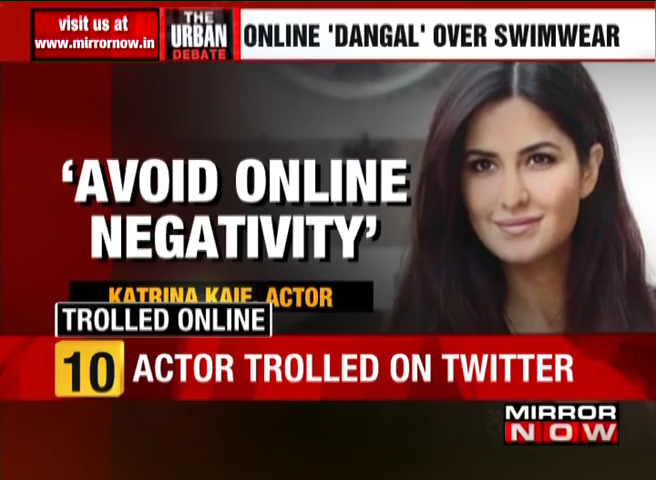 visit us at
www.mirrornow.in
THE
URBAN
DEBATE
ONLINE 'DANGAL' OVER SWIMWEAR
'AVOID ONLINE
NEGATIVITY'
KATRINA KAIF, ACTOR
TROLLED ONLINE
10 ACTOR TROLLED ON TWITTER
MIRROR
NOW